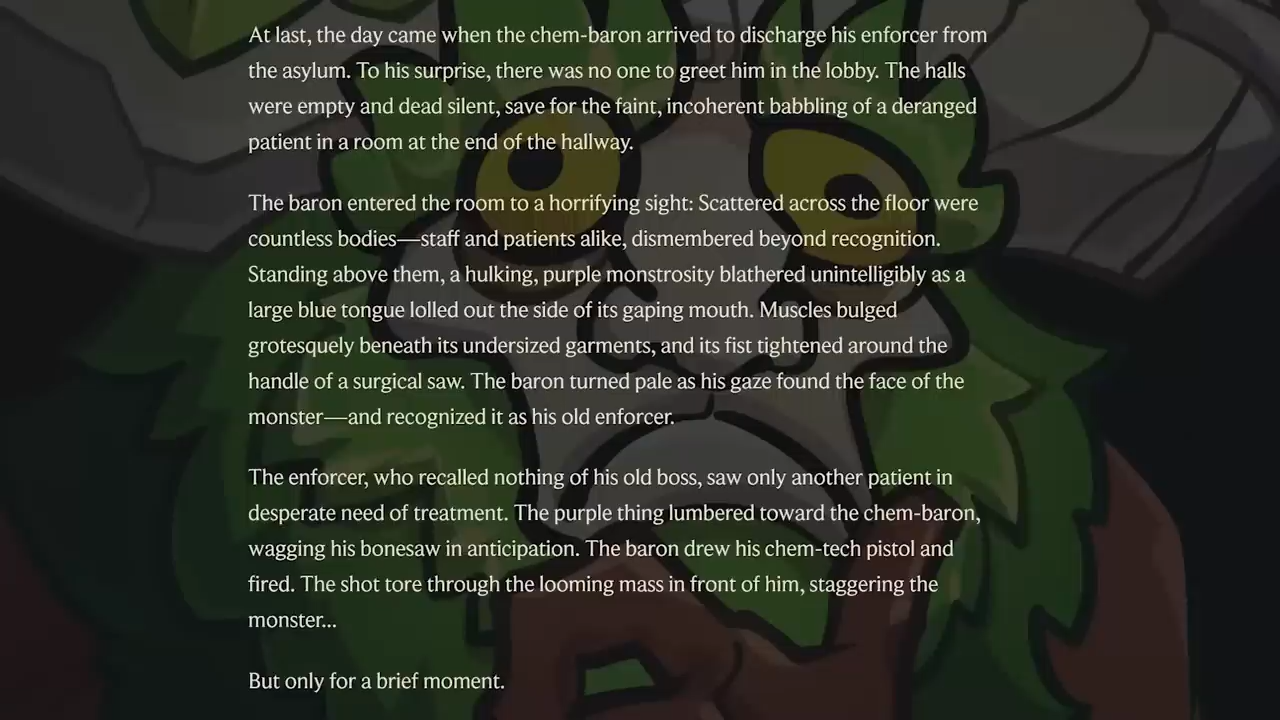 At last, the day came when the chem-baron arrived to discharge his enforcer from
the asylum. To his surprise, there was no one to greet him in the lobby. The halls
were empty and dead silent, save for the faint, incoherent babbling of a deranged
patient in a room at the end of the hallway.
The baron entered the room to a horrifying sight: Scattered across the floor were
countless bodies—staff and patients alike, dismembered beyond recognition.
Standing above them, a hulking, purple monstrosity blathered unintelligibly as a
large blue tongue lolled out the side of its gaping mouth. Muscles bulged
grotesquely beneath its undersized garments, and its fist tightened around the
handle of a surgical saw. The baron turned pale as his gaze found the face of the
monster—and recognized it as his old enforcer.
The enforcer, who recalled nothing of his old boss, saw only another patient in
desperate need of treatment. The purple thing lumbered toward the chem-baron,
wagging his bonesaw in anticipation. The baron drew his chem-tech pistol and
fired. The shot tore through the looming mass in front of him, staggering the
monster...
But only for a brief moment.